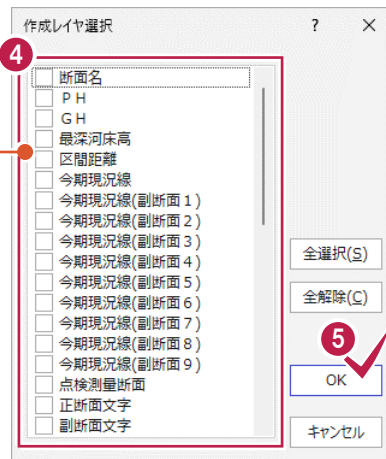 作成レイヤ選択 ? ×
4
断面名
ＰＨ
ＧＨ
最深河床高
区間距離
今期現況線
今期現況線(副断面１)
今期現況線(副断面２)
今期現況線(副断面３)
今期現況線(副断面４)
今期現況線(副断面５)
今期現況線(副断面６)
今期現況線(副断面７)
今期現況線(副断面８)
今期現況線(副断面９)
点検測量断面
正断面文字
副断面文字
全選択(S)
全解除(C)
5
OK
キャンセル